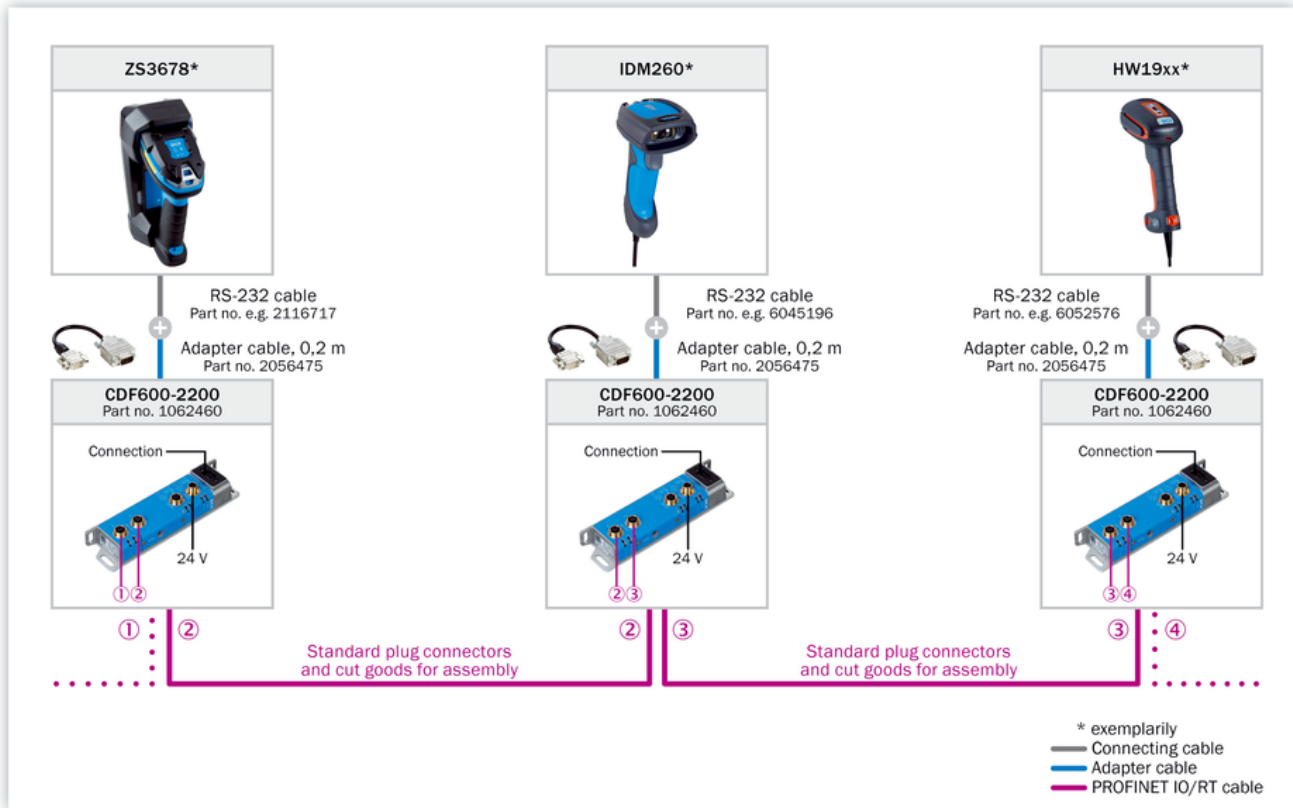 ZS3678*
IDM260*
HW19xx*
RS-232 cable
Part no. e.g. 2116717
Adapter cable, 0,2 m
Part no. 2056475
RS-232 cable
Part no. e.g. 6045196
Adapter cable, 0,2 m
Part no. 2056475
RS-232 cable
Part no. e.g. 6052576
Adapter cable, 0,2 m
Part no. 2056475
CDF600-2200
Part no. 1062460
Connection
24 V
①②
CDF600-2200
Part no. 1062460
Connection
24 V
②③
CDF600-2200
Part no. 1062460
Connection
24 V
③④
① ②
Standard plug connectors
and cut goods for assembly
② ③
Standard plug connectors
and cut goods for assembly
③ ④
* exemplarily
Connecting cable
Adapter cable
PROFINET IO/RT cable